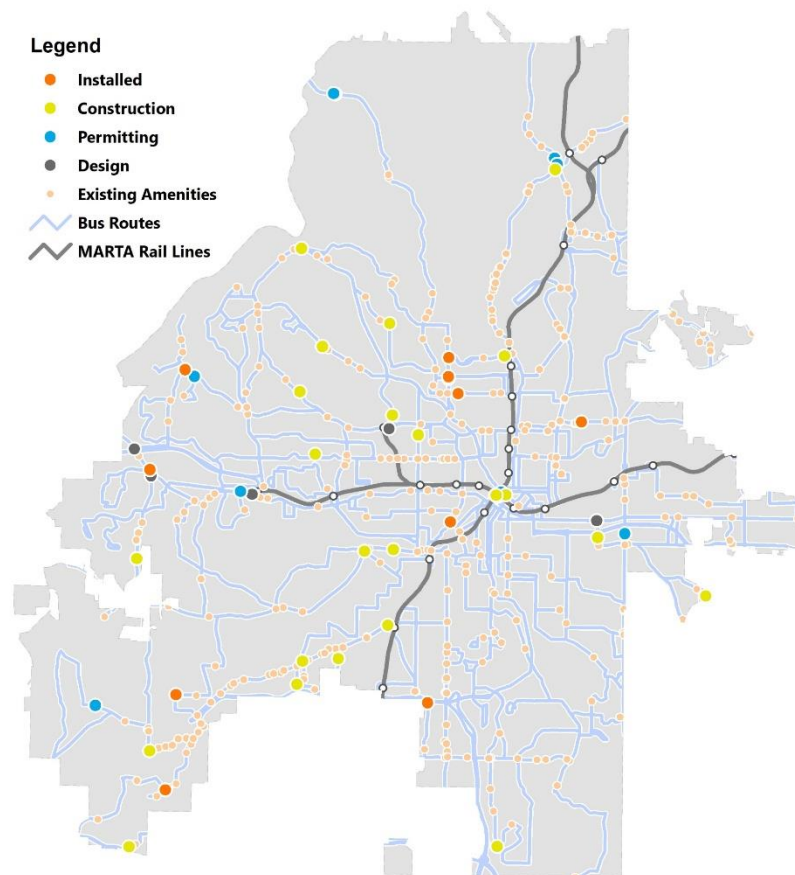 Legend
Installed
Construction
Permitting
Design
Existing Amenities
Bus Routes
MARTA Rail Lines